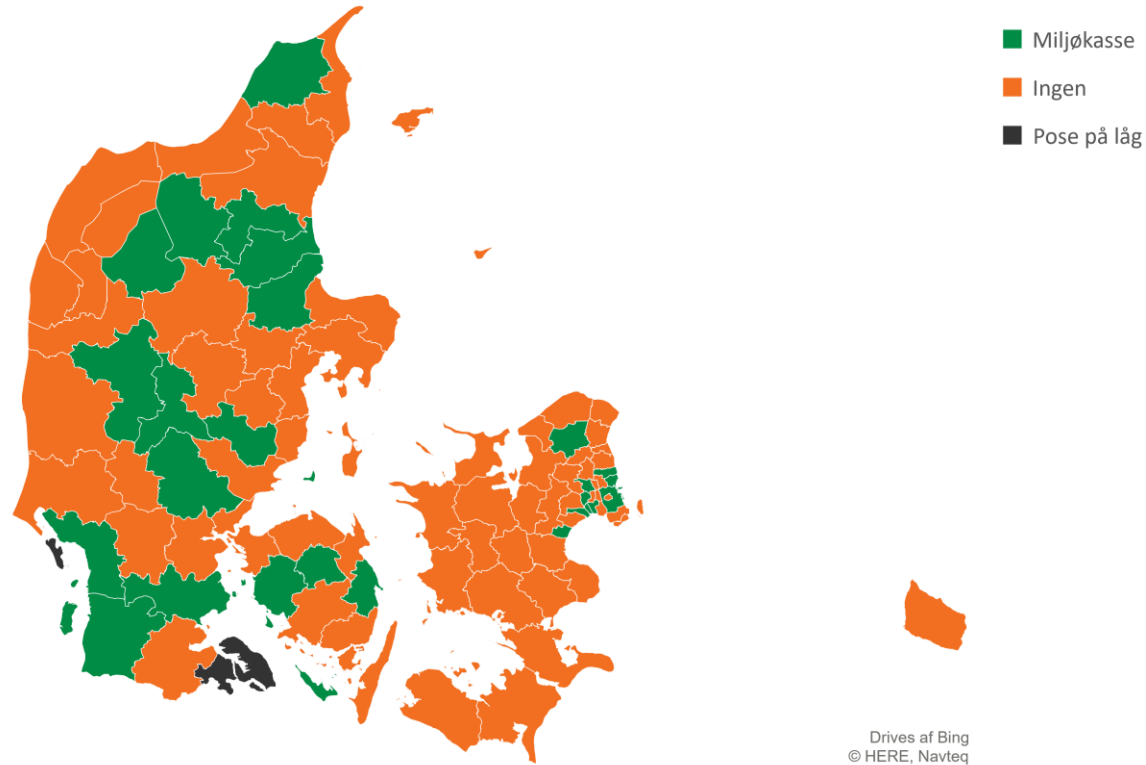 Miljøkasse
Ingen
Pose på låg
Drives af Bing
© HERE, Navteq